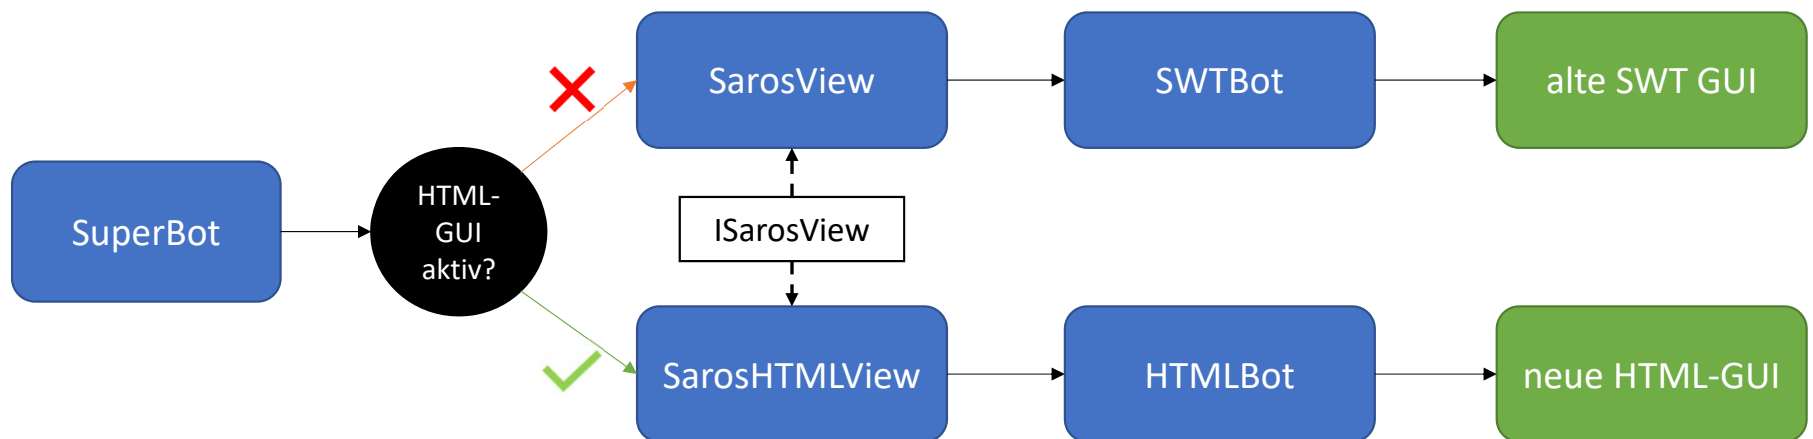 SarosView
SWTBot
alte SWT GUI
SuperBot
HTML-
GUI
aktiv?
ISarosView
SarosHTMLView
HTMLBot
neue HTML-GUI